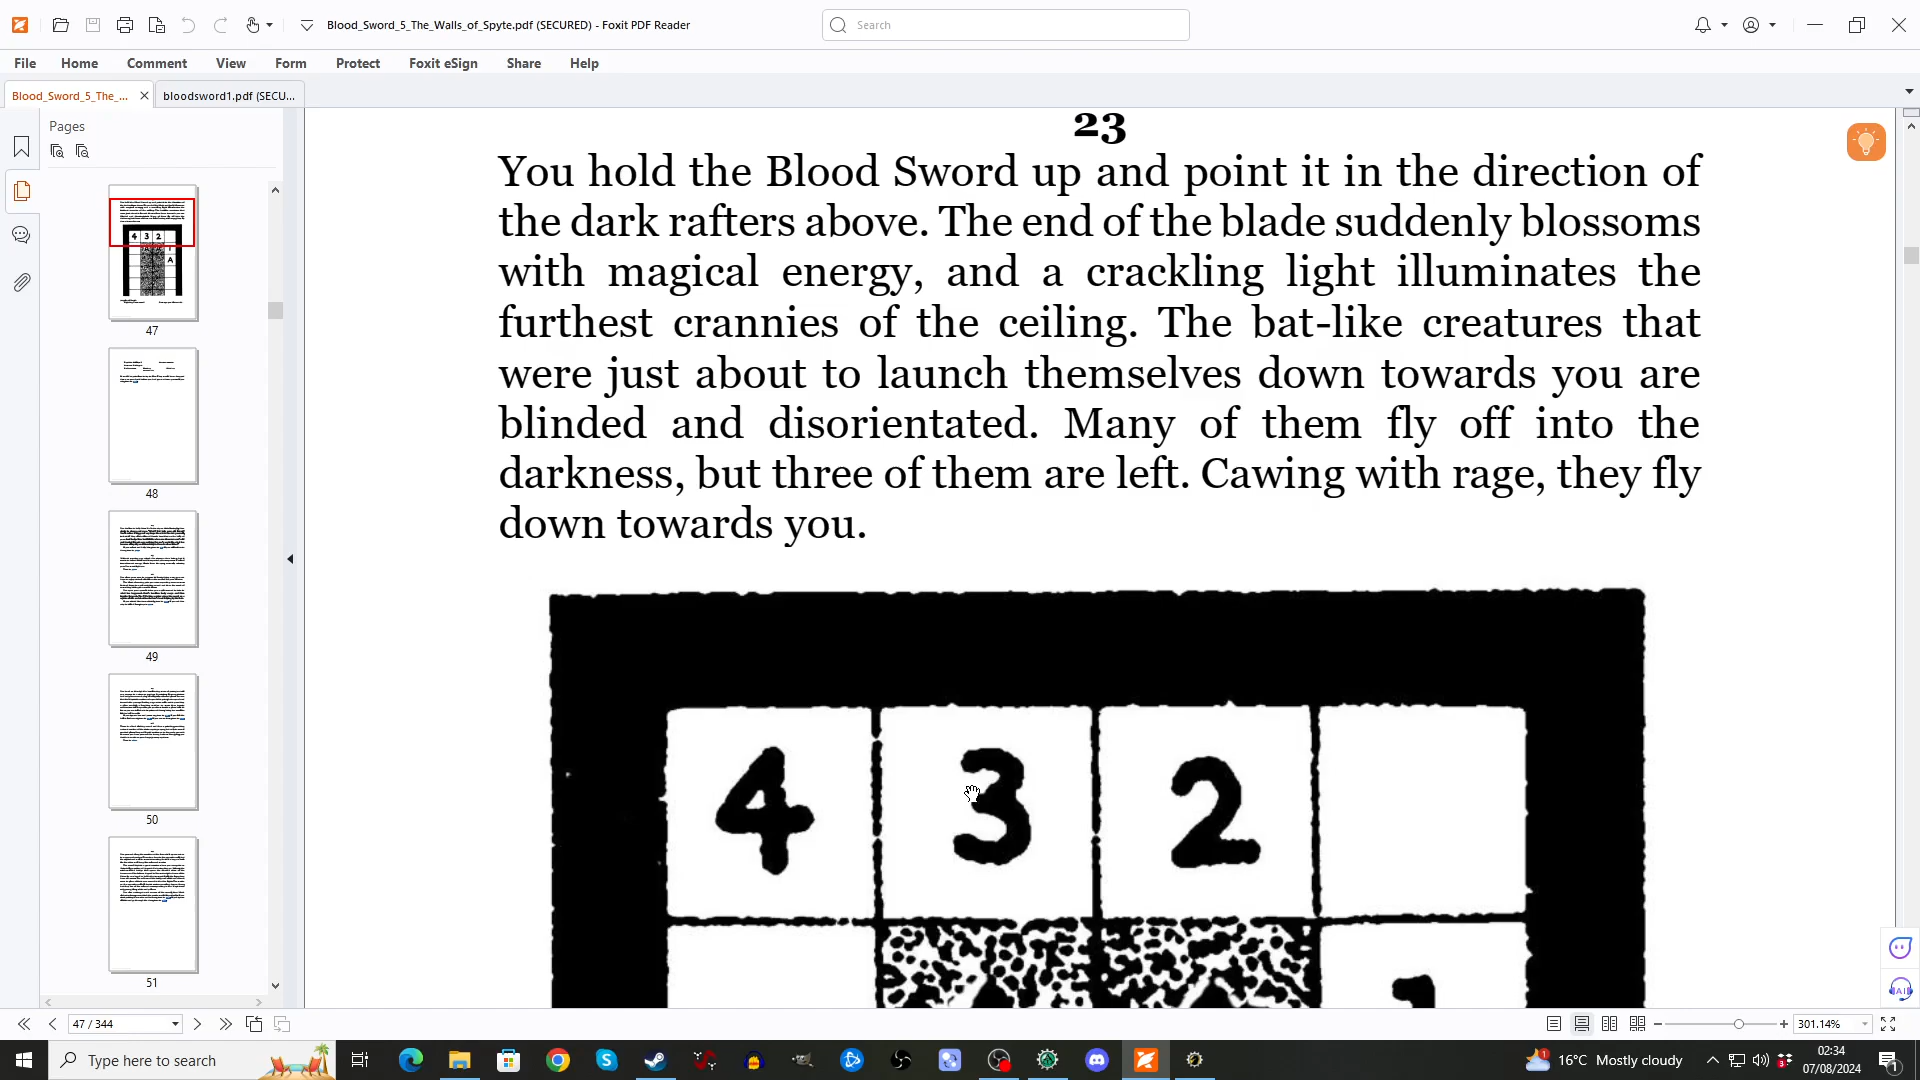 Blood_Sword_5_The_Walls_of_Spyte.pdf (SECURED) - Foxit PDF Reader
Search
File Home Comment View Form Protect Foxit eSign Share Help
Blood_Sword_5_The_... bloodsword1.pdf (SECU...
Pages
47
48
49
50
51
23
You hold the Blood Sword up and point it in the direction of
the dark rafters above. The end of the blade suddenly blossoms
with magical energy, and a crackling light illuminates the
furthest crannies of the ceiling. The bat-like creatures that
were just about to launch themselves down towards you are
blinded and disorientated. Many of them fly off into the
darkness, but three of them are left. Cawing with rage, they fly
down towards you.
4 3 2
1
47 / 344
301.14%
Type here to search
16°C Mostly cloudy
02:34
07/08/2024